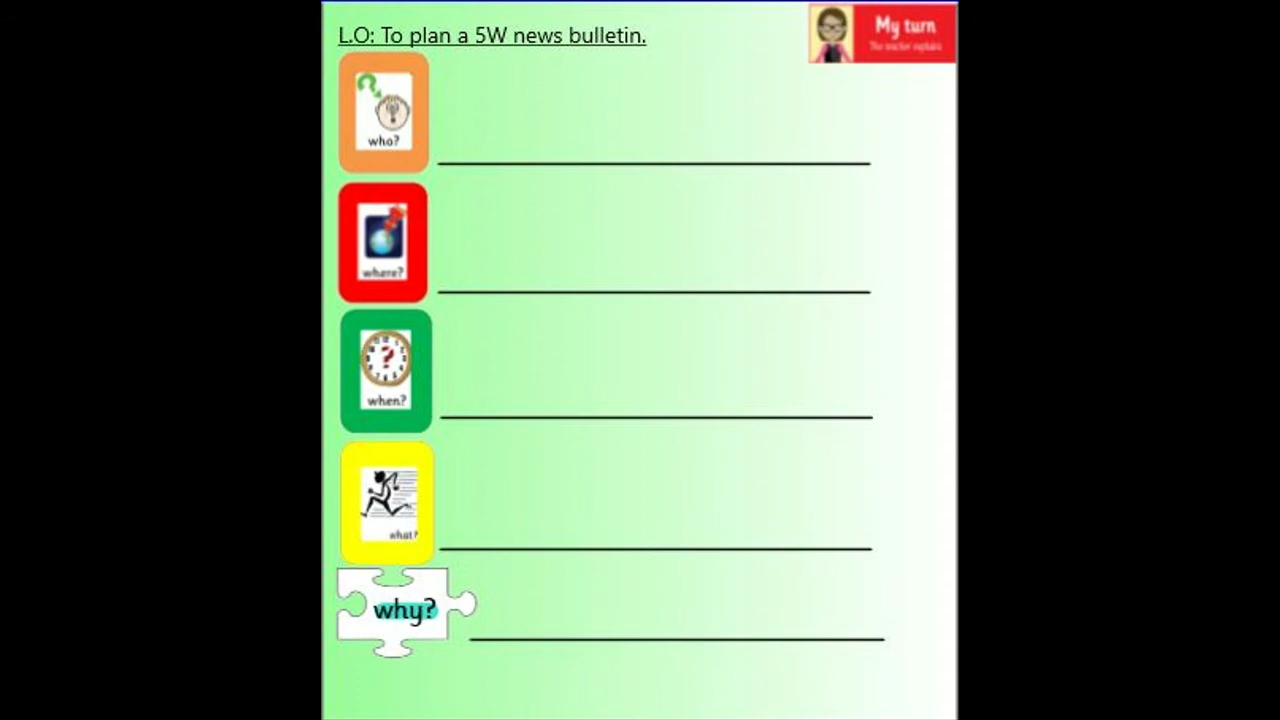 L.O: To plan a 5W news bulletin.
My turn
The teacher explains
who?
where?
when?
what?
why?